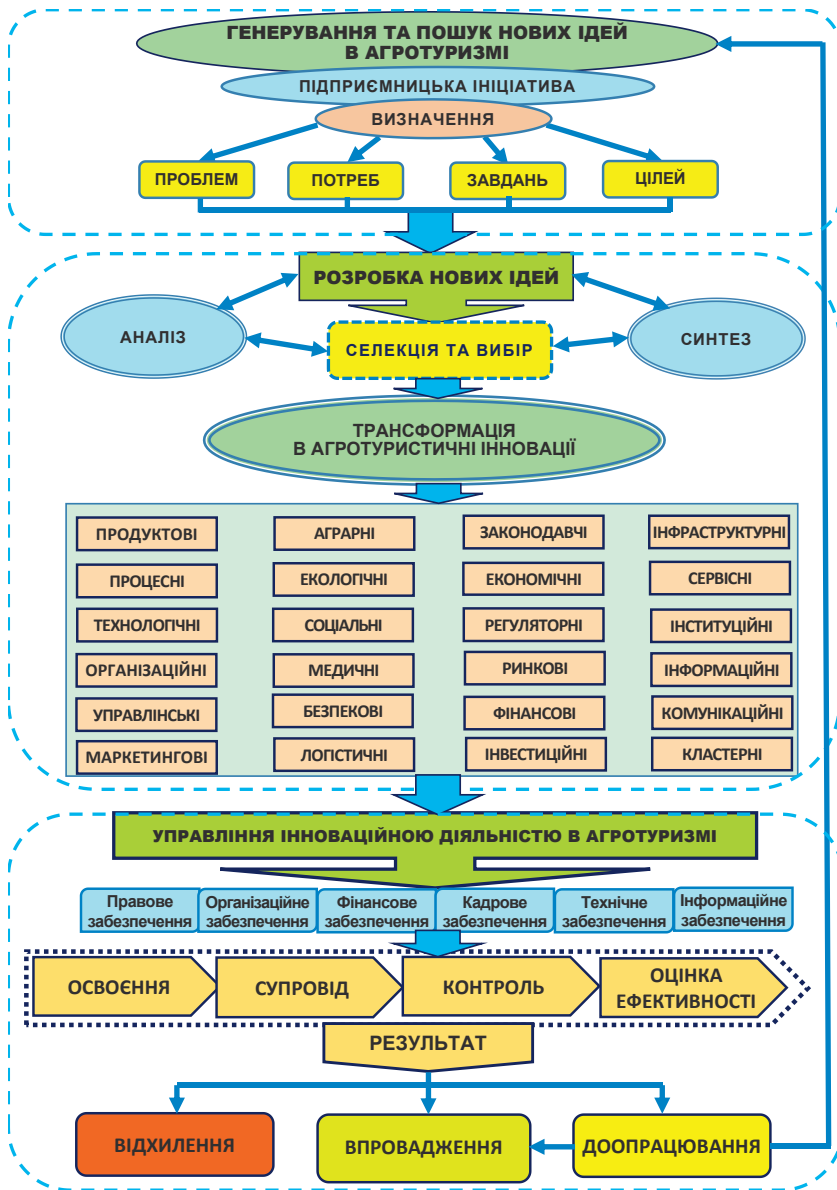 ГЕНЕРУВАННЯ ТА ПОШУК НОВИХ ІДЕЙ
В АГРОТУРИЗМІ
ПІДПРИЄМНИЦЬКА ІНІЦІАТИВА
ВИЗНАЧЕННЯ
ПРОБЛЕМ
ПОТРЕБ
ЗАВДАНЬ
ЦІЛЕЙ
РОЗРОБКА НОВИХ ІДЕЙ
АНАЛІЗ
СЕЛЕКЦІЯ ТА ВИБІР
СИНТЕЗ
ТРАНСФОРМАЦІЯ
В АГРОТУРИСТИЧНІ ІННОВАЦІЇ
ПРОДУКТОВІ
АГРАРНІ
ЗАКОНОДАВЧІ
ІНФРАСТРУКТУРНІ
ПРОЦЕСНІ
ЕКОЛОГІЧНІ
ЕКОНОМІЧНІ
СЕРВІСНІ
ТЕХНОЛОГІЧНІ
СОЦІАЛЬНІ
РЕГУЛЯТОРНІ
ІНСТИТУЦІЙНІ
ОРГАНІЗАЦІЙНІ
МЕДИЧНІ
РИНКОВІ
ІНФОРМАЦІЙНІ
УПРАВЛІНСЬКІ
БЕЗПЕКОВІ
ФІНАНСОВІ
КОМУНІКАЦІЙНІ
МАРКЕТИНГОВІ
ЛОГІСТИЧНІ
ІНВЕСТИЦІЙНІ
КЛАСТЕРНІ
УПРАВЛІННЯ ІННОВАЦІЙНОЮ ДІЯЛЬНІСТЮ В АГРОТУРИЗМІ
Правове
забезпечення
Організаційне
забезпечення
Фінансове
забезпечення
Кадрове
забезпечення
Технічне
забезпечення
Інформаційне
забезпечення
ОСВОЄННЯ
СУПРОВІД
КОНТРОЛЬ
ОЦІНКА
ЕФЕКТИВНОСТІ
РЕЗУЛЬТАТ
ВІДХИЛЕННЯ
ВПРОВАДЖЕННЯ
ДООПРАЦЮВАННЯ